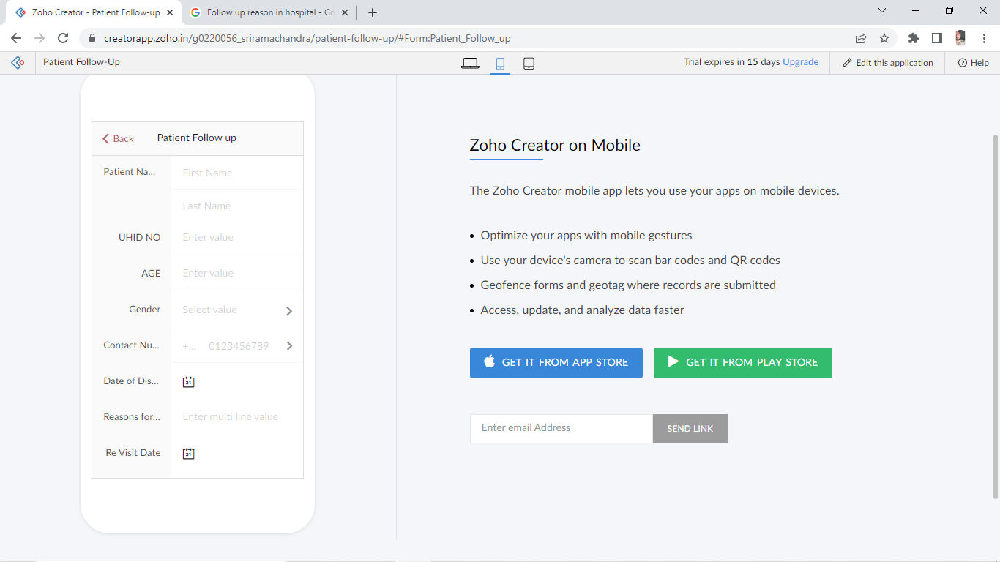 Zoho Creator - Patient Follow-up
Follow up reason in hospital - Go
creatorapp.zoho.in/g0220056_sriramachandra/patient-follow-up/#Form:Patient_Follow_up
Patient Follow-Up
Trial expires in 15 days Upgrade
Edit this application
Help
Back
Patient Follow up
Patient Na...
First Name
Last Name
UHID NO
Enter value
AGE
Enter value
Gender
Select value
Contact Nu...
+...
0123456789
Date of Dis...
31
Reasons for...
Enter multi line value
Re Visit Date
31
Zoho Creator on Mobile
The Zoho Creator mobile app lets you use your apps on mobile devices.
• Optimize your apps with mobile gestures
• Use your device's camera to scan bar codes and QR codes
• Geofence forms and geotag where records are submitted
• Access, update, and analyze data faster
GET IT FROM APP STORE
GET IT FROM PLAY STORE
Enter email Address
SEND LINK